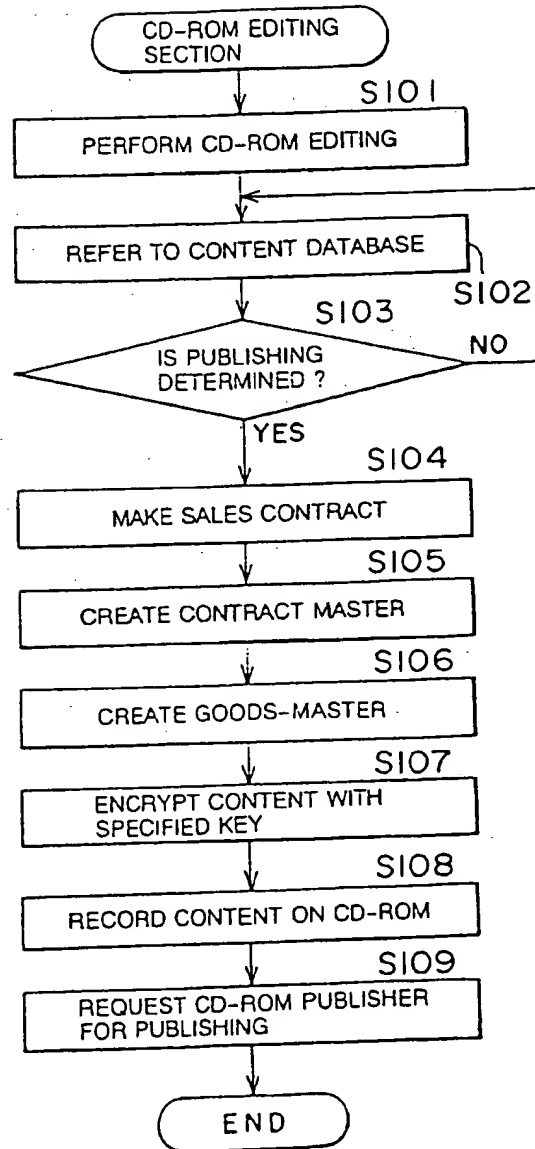 CD-ROM EDITING
SECTION
S101
PERFORM CD-ROM EDITING
REFER TO CONTENT DATABASE
S102
S103
IS PUBLISHING
DETERMINED ?
NO
YES
S104
MAKE SALES CONTRACT
S105
CREATE CONTRACT MASTER
S106
CREATE GOODS-MASTER
S107
ENCRYPT CONTENT WITH
SPECIFIED KEY
S108
RECORD CONTENT ON CD-ROM
S109
REQUEST CD-ROM PUBLISHER
FOR PUBLISHING
END